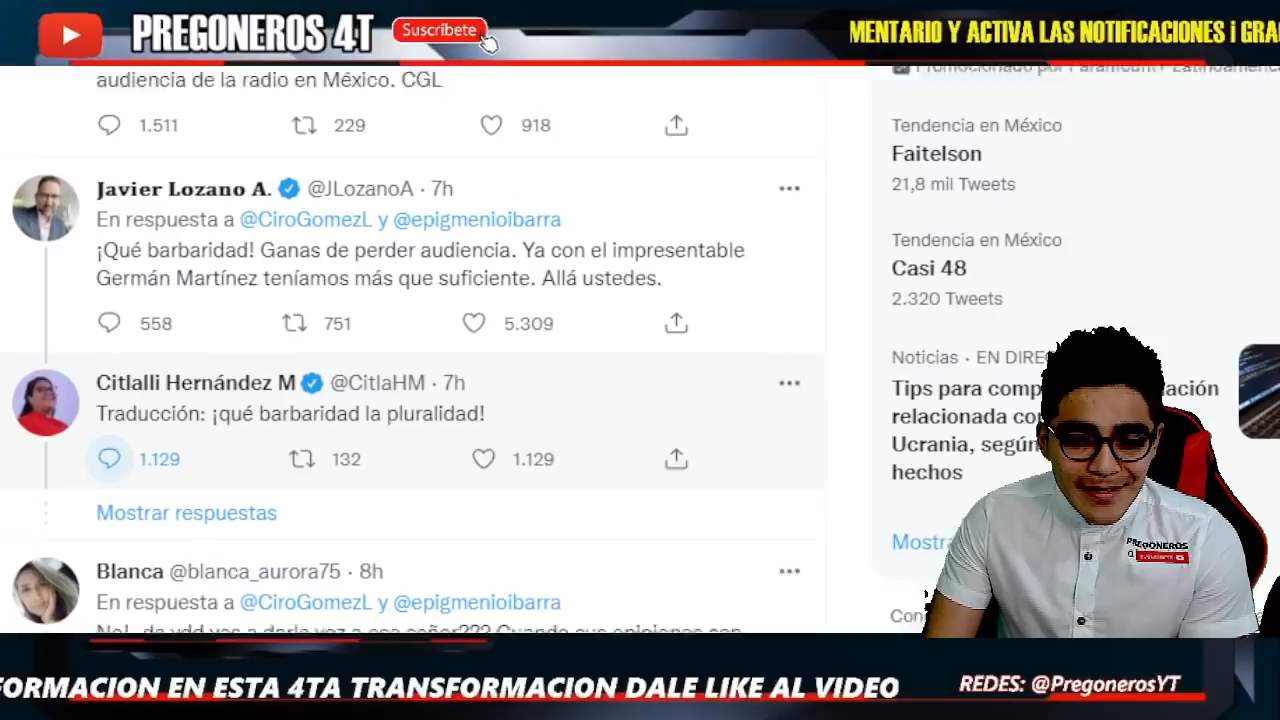 PREGONEROS 4T
Suscríbete
MENTARIO Y ACTIVA LAS NOTIFICACIONES ¡ GRA
audiencia de la radio en México. CGL
1.511 229 918
Javier Lozano A. @JLozanoA · 7h
En respuesta a @CiroGomezL y @epigmenioibarra
¡Qué barbaridad! Ganas de perder audiencia. Ya con el impresentable
Germán Martínez teníamos más que suficiente. Allá ustedes.
558 751 5.309
Citlalli Hernández M @CitlaHM · 7h
Traducción: ¡qué barbaridad la pluralidad!
1.129 132 1.129
Mostrar respuestas
Blanca @blanca_aurora75 · 8h
En respuesta a @CiroGomezL y @epigmenioibarra
Promocionado por Paramount+ Latinoamérica
Tendencia en México
Faitelson
21,8 mil Tweets
Tendencia en México
Casi 48
2.320 Tweets
Noticias · EN DIRE
Tips para comp ación
relacionada co
Ucrania, según
hechos
Mostra
Con
PREGONEROS
FORMACION EN ESTA 4TA TRANSFORMACION DALE LIKE AL VIDEO
REDES: @PregonerosYT